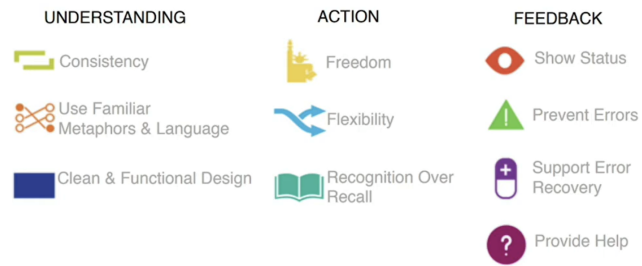 UNDERSTANDING
Consistency
Use Familiar
Metaphors & Language
Clean & Functional Design
ACTION
Freedom
Flexibility
Recognition Over
Recall
FEEDBACK
Show Status
!
Prevent Errors
Support Error
Recovery
?
Provide Help